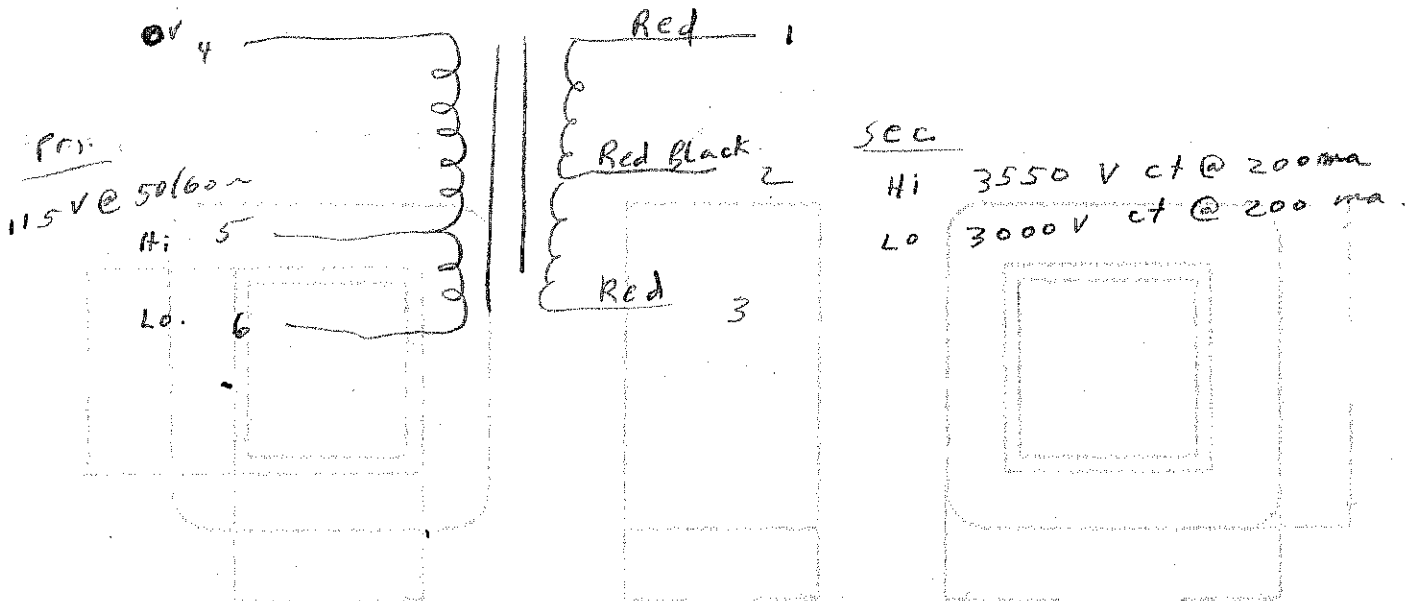 0V 4
Red 1
Pri.
115 V @ 50/60~
Red Black 2
Sec
Hi 3550 V ct @ 200ma
Lo 3000 V ct @ 200 ma.
Hi 5
Red 3
Lo. 6